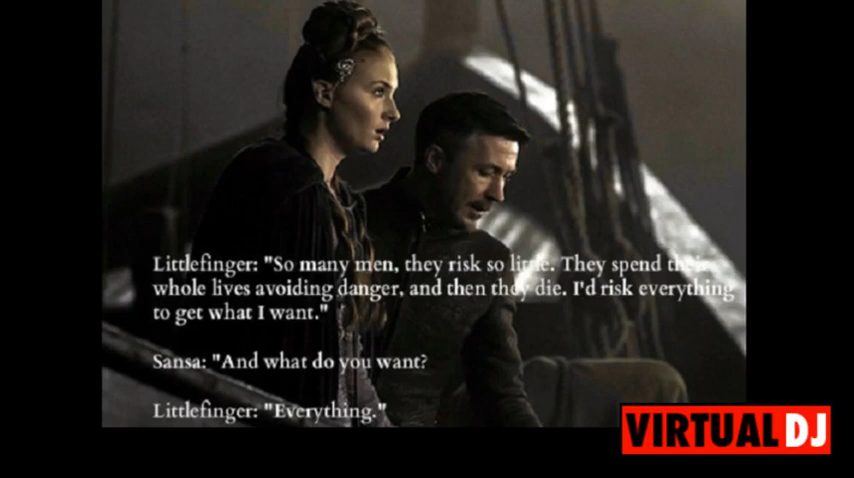 Littlefinger: "So many men, they risk so little. They spend their
whole lives avoiding danger, and then they die. I'd risk everything
to get what I want."
Sansa: "And what do you want?
Littlefinger: "Everything."
VIRTUAL DJ